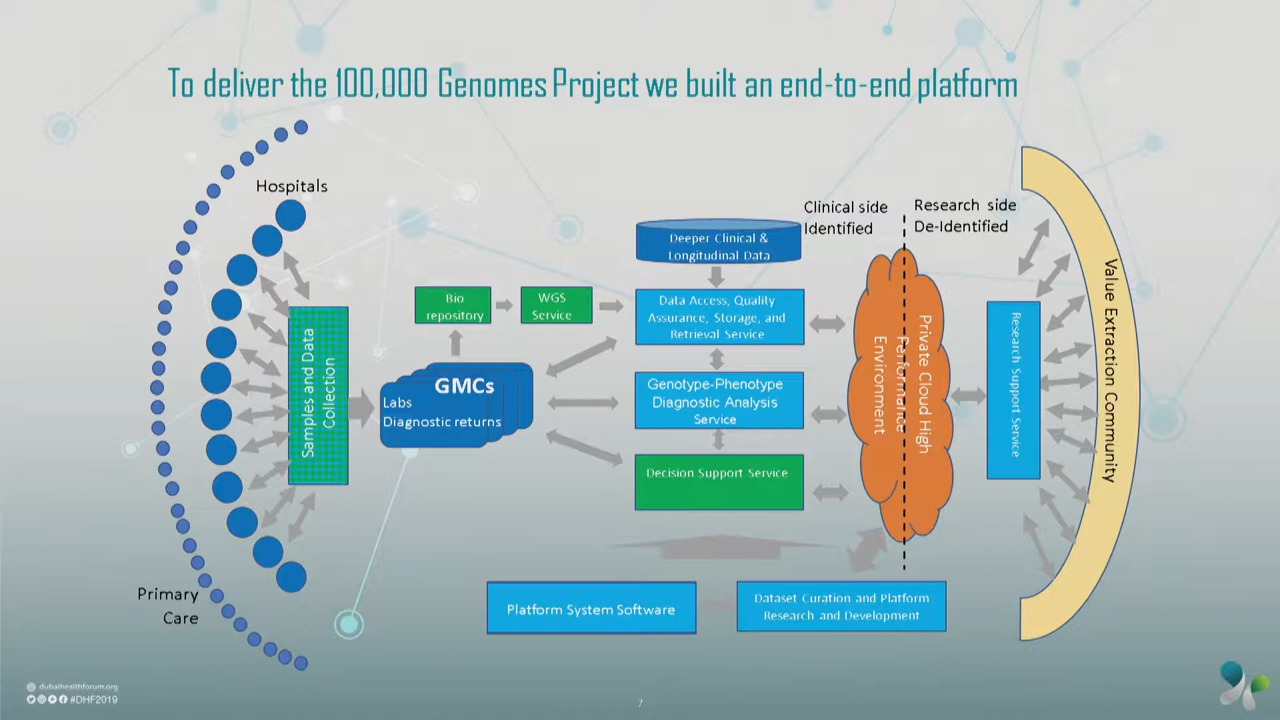 To deliver the 100,000 Genomes Project we built an end-to-end platform
Hospitals
Primary
Care
Samples and Data
Collection
Bio
repository
WGS
Service
GMCs
Labs
Diagnostic returns
Deeper Clinical &
Longitudinal Data
Data Access, Quality
Assurance, Storage, and
Retrieval Service
Genotype-Phenotype
Diagnostic Analysis
Service
Decision Support Service
Platform System Software
Dataset Curation and Platform
Research and Development
Clinical side
Identified
Research side
De-Identified
Private Cloud High
Performance
Environment
Research Support Service
Value Extraction Community
dubaihealthforum.org
#DHF2019
7